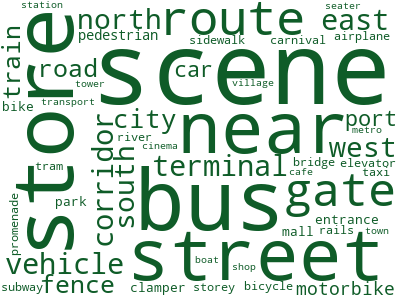 station
seater
north
route
east
pedestrian
sidewalk
carnival
airplane
train
store
scene
road
car
tower
village
bike
transport
city
near
port
river
metro
cinema
west
corridor
south
terminal
bridge
elevator
tram
cafe
taxi
bus
gate
park
promenade
entrance
street
mall
rails
town
vehicle
boat
shop
subway
fence
clamper
storey
bicycle
motorbike